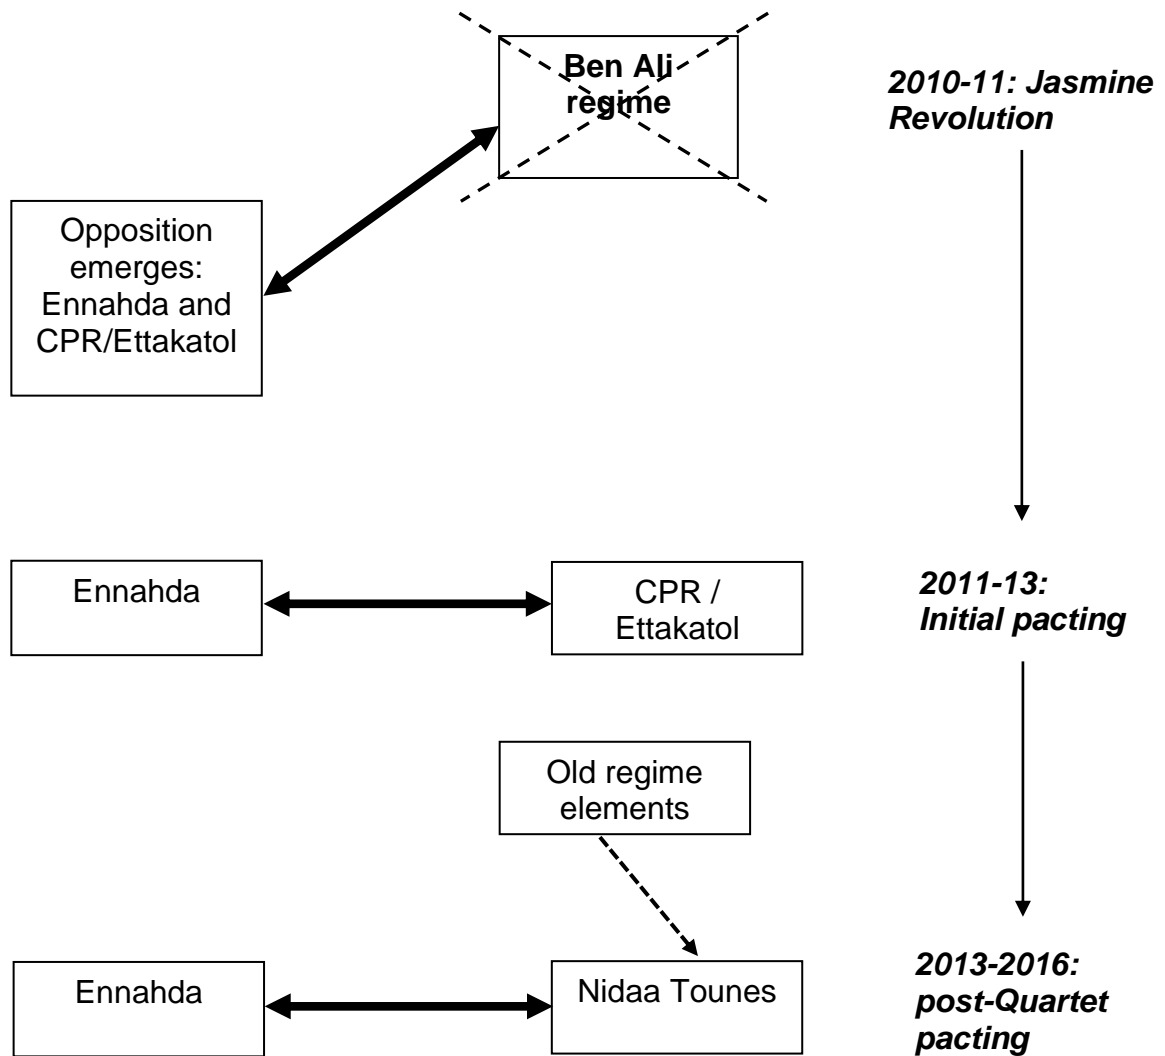 Ben Ali
regime
2010-11: Jasmine
Revolution
Opposition
emerges:
Ennahda and
CPR/Ettakatol
Ennahda
CPR /
Ettakatol
2011-13:
Initial pacting
Old regime
elements
Ennahda
Nidaa Tounes
2013-2016:
post-Quartet
pacting